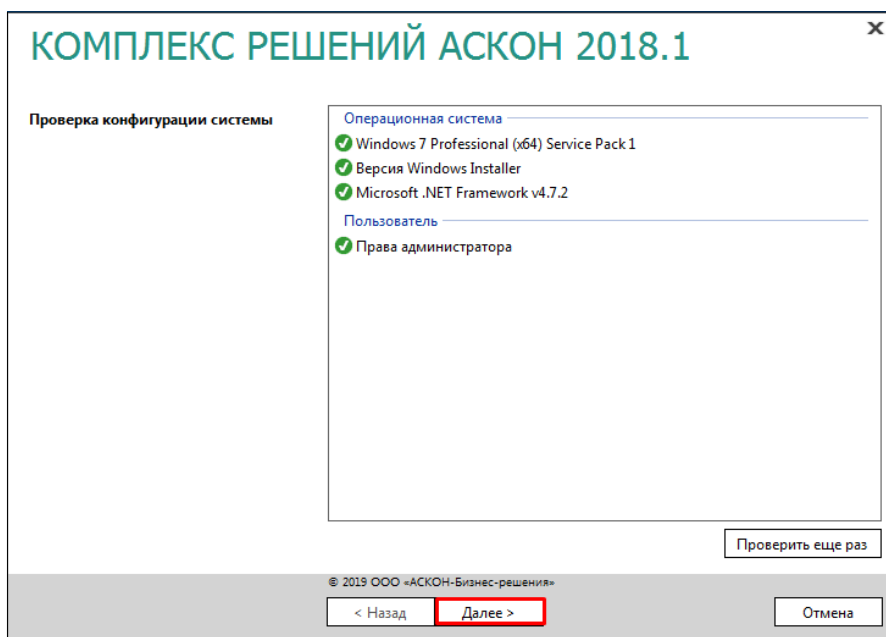 КОМПЛЕКС РЕШЕНИЙ АСКОН 2018.1
x
Проверка конфигурации системы
Операционная система
Windows 7 Professional (x64) Service Pack 1
Версия Windows Installer
Microsoft .NET Framework v4.7.2
Пользователь
Права администратора
Проверить еще раз
© 2019 ООО «АСКОН-Бизнес-решения»
< Назад
Далее >
Отмена